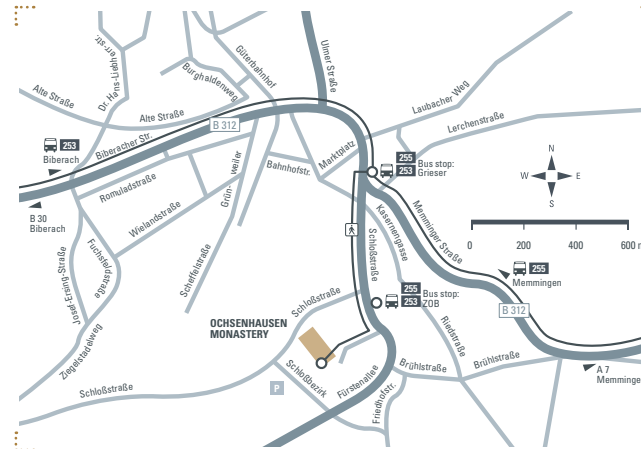 Dr. Hans-Liebherr-Str.
Alte Straße
Burghaldenweg
Güterbahnhof
Ulmer Straße
Laubacher Weg
Lerchenstraße
Alte Straße
B 312
253
Biberach
Biberacher Str.
Marktplatz
255
253
Bus stop:
Grieser
N
W
E
S
Bahnhofstr.
Grün-
weiler
Romuladstraße
Wielandstraße
B 30
Biberach
Kasernengasse
Memminger Straße
0
200
400
600 m
Josef-Ersing-Straße
Fuchsfeldstraße
Scheffelstraße
Schloßstraße
255
Memmingen
255
253
Bus stop:
ZOB
Schloßstraße
B 312
OCHSENHAUSEN
MONASTERY
Riedstraße
Ziegelstadelweg
Schloßbezirk
Brühlstraße
Brühlstraße
A 7
Memminge
P
Fürstenallee
Friedhofstr.
Schloßstraße